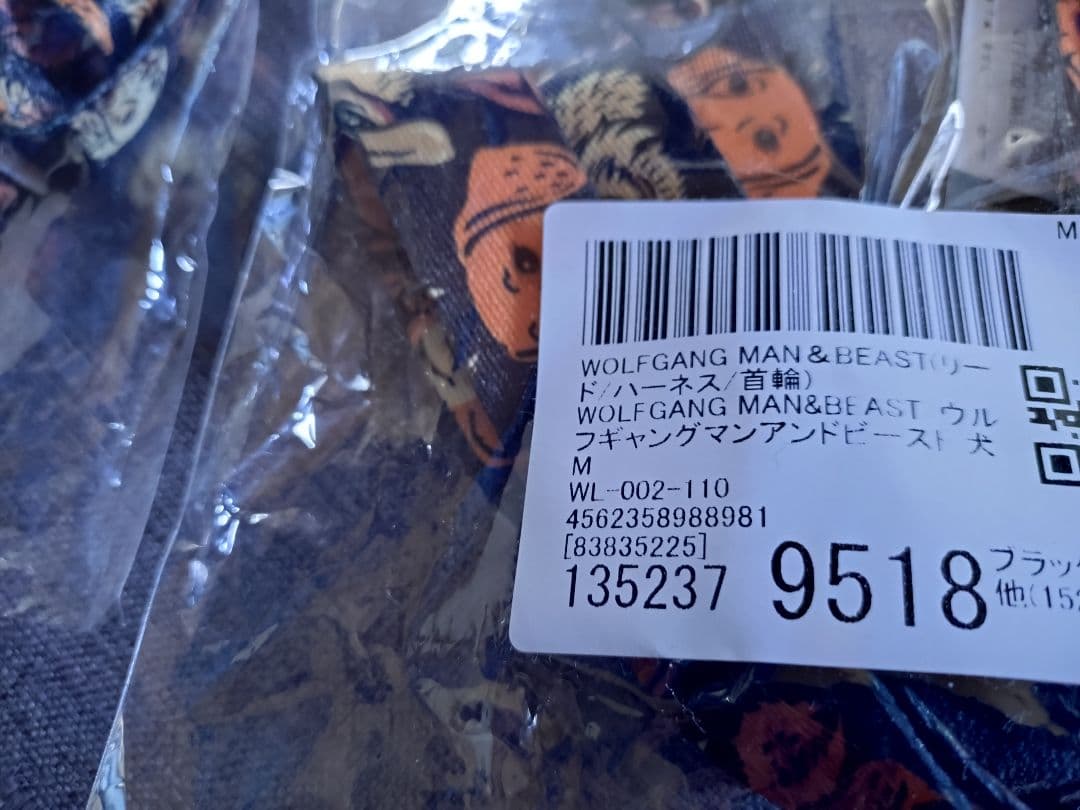 M
WOLFGANG MAN&BEAST(リー
ド/ハーネス/首輪)
WOLFGANG MAN&BEAST ウル
フギャングマンアンドビースト 犬
M
WL-002-110
4562358988981
[83835225]
135237 9518 ブラック
他(152